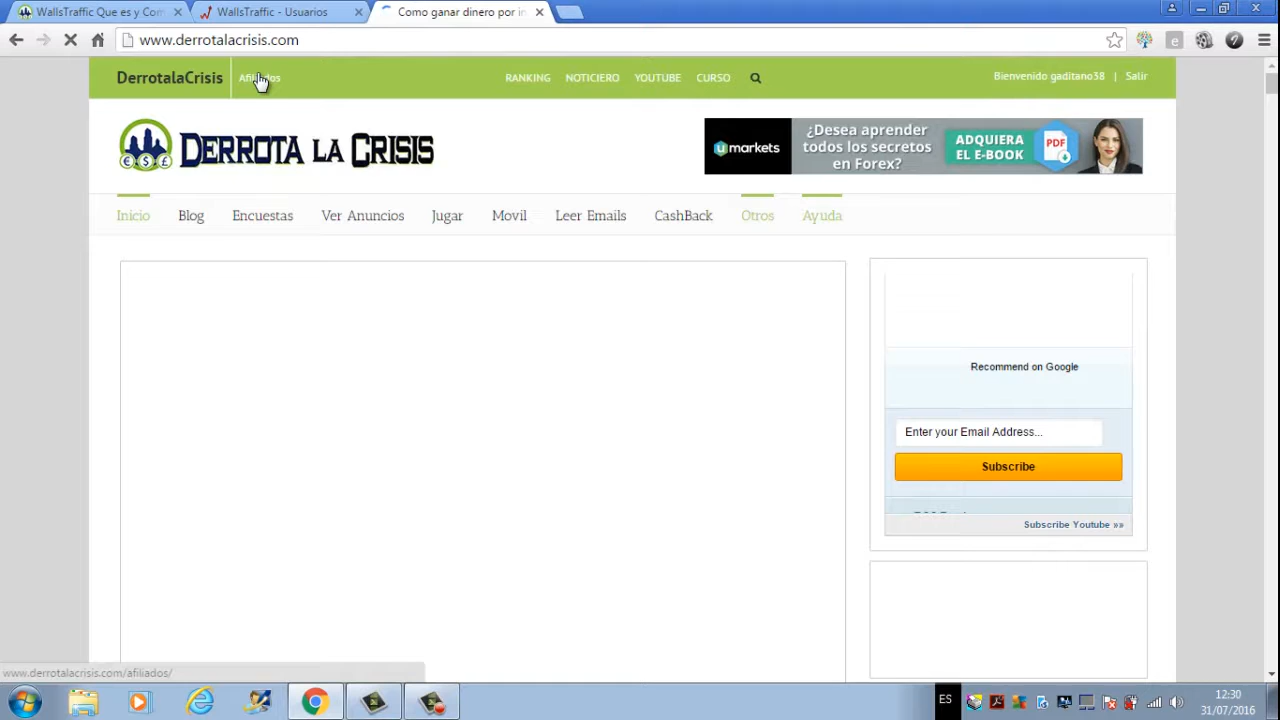 WallsTraffic Que es y Com
WallsTraffic - Usuarios
Como ganar dinero por in
www.derrotalacrisis.com
DerrotalaCrisis
Afiliados
RANKING
NOTICIERO
YOUTUBE
CURSO
Bienvenido gaditano38 | Salir
DERROTA LA CRISIS
umarkets
¿Desea aprender
todos los secretos
en Forex?
ADQUIERA
EL E-BOOK
PDF
Inicio
Blog
Encuestas
Ver Anuncios
Jugar
Movil
Leer Emails
CashBack
Otros
Ayuda
Recommend on Google
Enter your Email Address...
Subscribe
Subscribe Youtube »»
www.derrotalacrisis.com/afiliados/
ES
12:30
31/07/2016